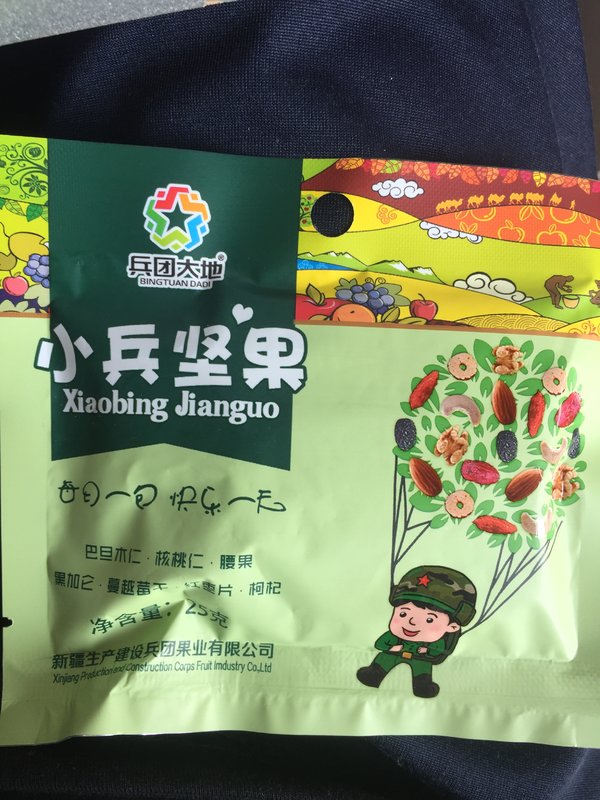 兵团大地®
BINGTUAN DADI
小兵坚果
Xiaobing Jianguo
每日一包 快乐一天
巴旦木仁·核桃仁·腰果
果加仑·蔓越莓干·红枣片·枸杞
净含量：25克
新疆生产建设兵团果业有限公司
Xinjiang Production and Construction Corps Fruit Imdustry Co.,Ltd